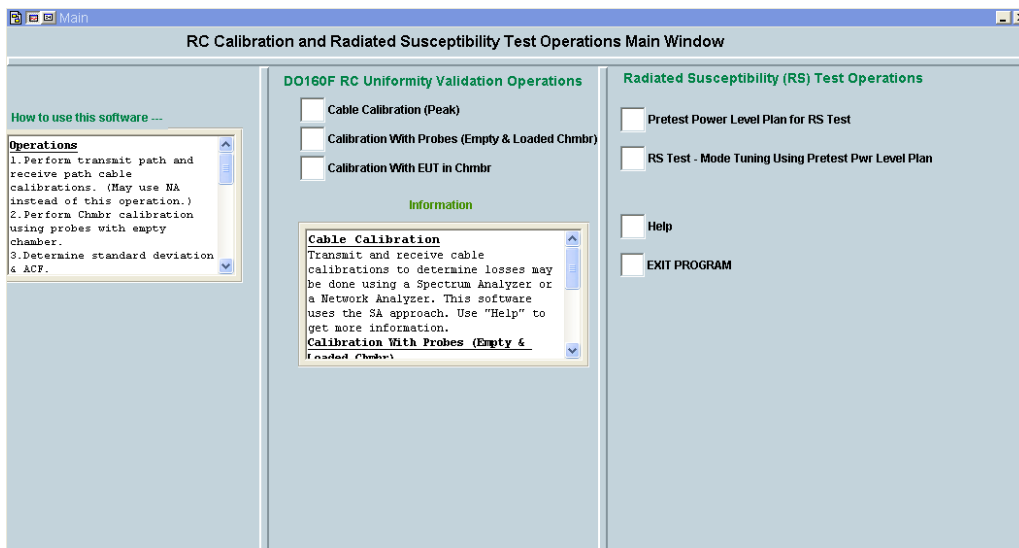 Main
RC Calibration and Radiated Susceptibility Test Operations Main Window
How to use this software ---
Operations
1.Perform transmit path and
receive path cable
calibrations. (May use NA
instead of this operation.)
2.Perform Chmbr calibration
using probes with empty
chamber.
3.Determine standard deviation
& ACF.
DO160F RC Uniformity Validation Operations
Cable Calibration (Peak)
Calibration With Probes (Empty & Loaded Chmbr)
Calibration With EUT in Chmbr
Information
Cable Calibration
Transmit and receive cable
calibrations to determine losses may
be done using a Spectrum Analyzer or
a Network Analyzer. This software
uses the SA approach. Use "Help" to
get more information.
Calibration With Probes (Empty &
Loaded Chmbr)
Radiated Susceptibility (RS) Test Operations
Pretest Power Level Plan for RS Test
RS Test - Mode Tuning Using Pretest Pwr Level Plan
Help
EXIT PROGRAM